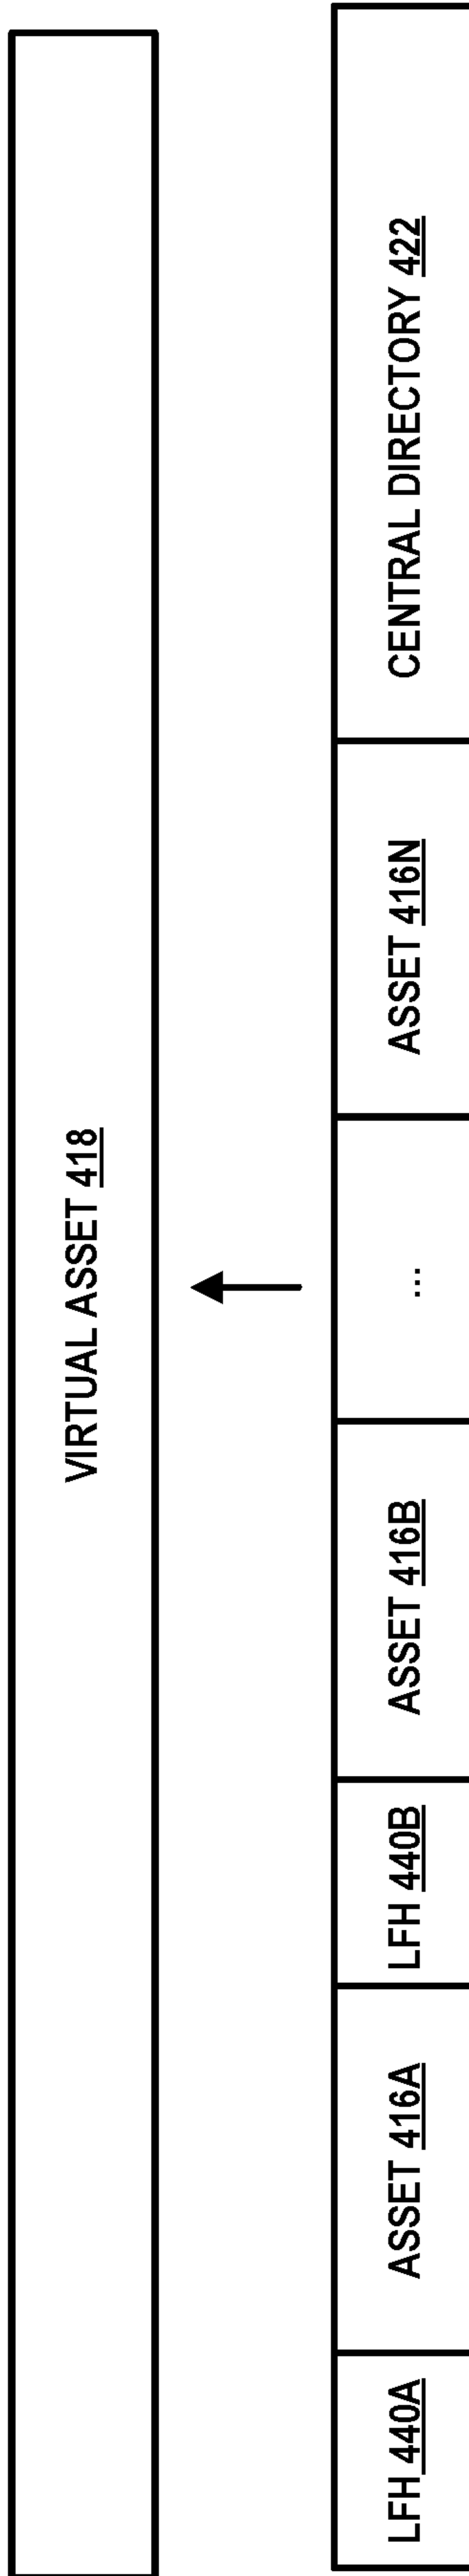 VIRTUAL ASSET 418
LFH 440A
ASSET 416A
LFH 440B
ASSET 416B
...
ASSET 416N
CENTRAL DIRECTORY 422